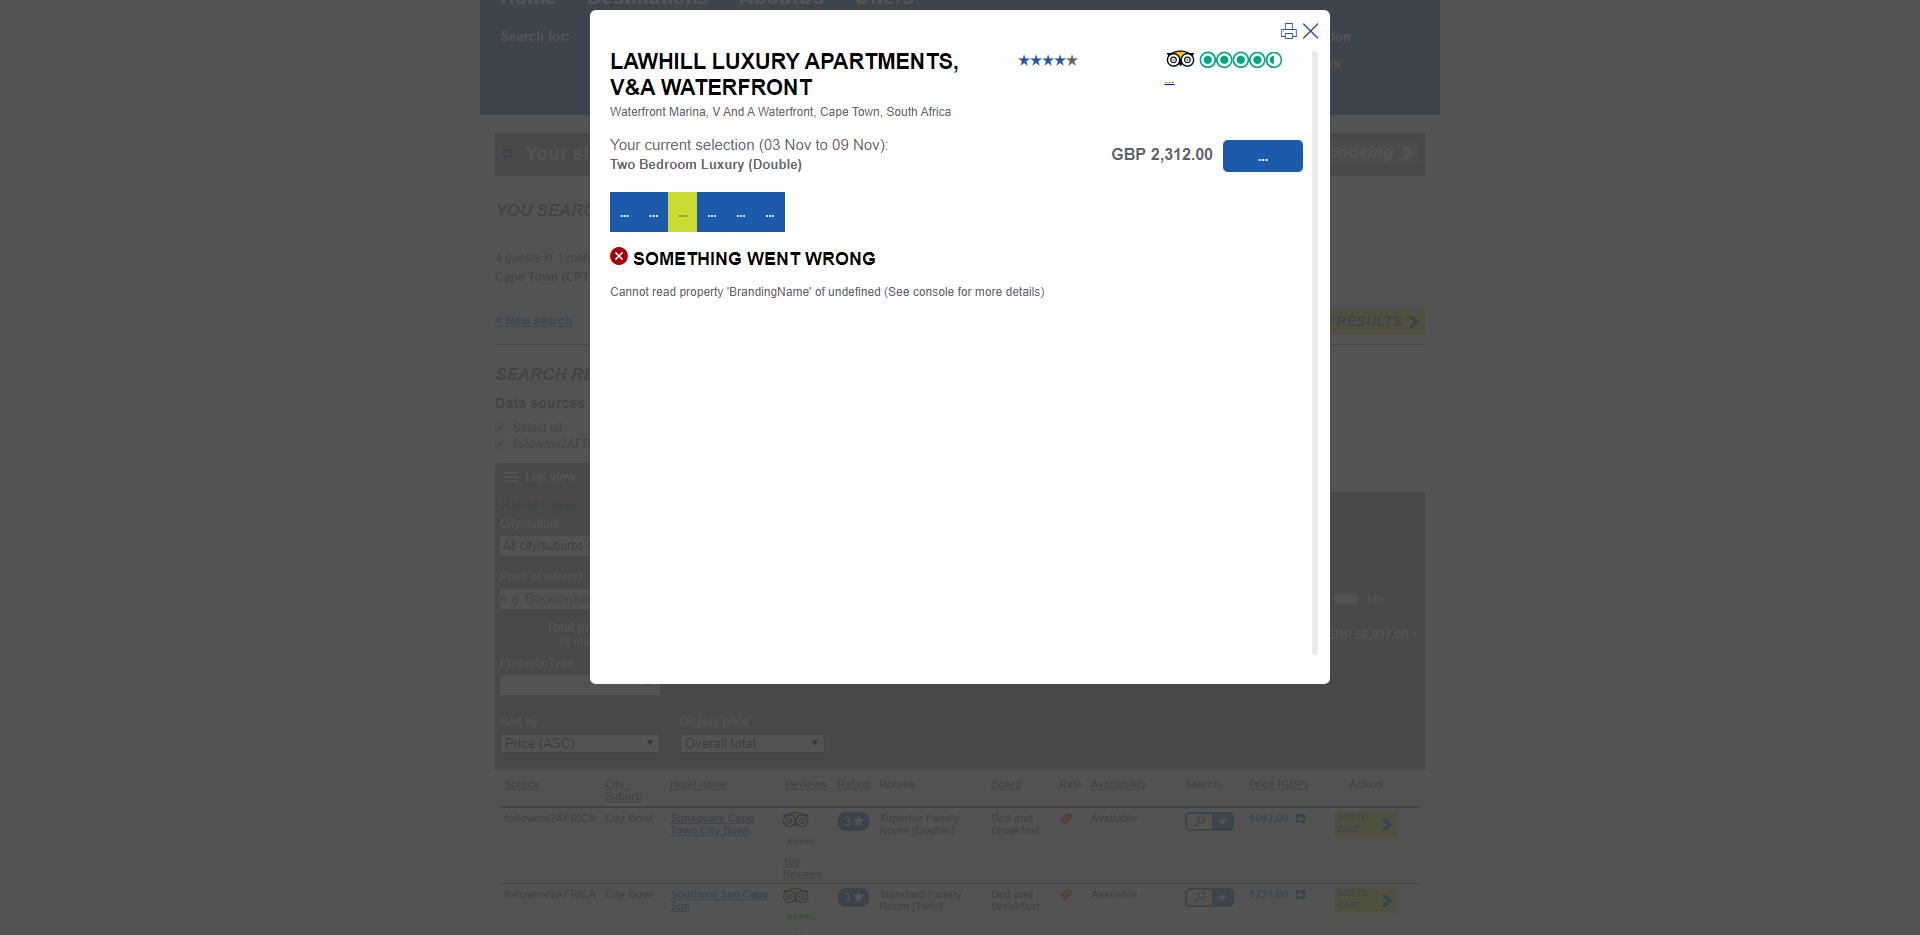 Home Destinations AboutUs Offers
Search for:
LAWHILL LUXURY APARTMENTS,
V&A WATERFRONT
...
Waterfront Marina, V And A Waterfront, Cape Town, South Africa
Your current selection (03 Nov to 09 Nov):
Two Bedroom Luxury (Double)
GBP 2,312.00
...
... ... ... ... ... ...
SOMETHING WENT WRONG
Cannot read property 'BrandingName' of undefined (See console for more details)
Your sh
booking
YOU SEARC
4 guests in 1 roon
Cape Town (CPT
< New search
RESULTS
SEARCH RE
Data sources
Select all
followme2AFR
List view
City/suburb
All city/suburbs s
Point of interest
e.g. Buckingha
km
Total pr
(8 ma
GBP 56,937.00 +
Property Type
Sort by
Display price
Price (ASC)
Overall total
Source City / Suburb Hotel name Reviews Rating Rooms Board Rate Availability Search Price (GBP) Action
followme2AFRICA City Bowl Sunsquare Cape Superior Family Bed and Available 1042.00 ADD TO
Town City Bowl 3 Room (Double) Breakfast CART
100
Reviews
followme2AFRICA City Bowl Southern Sun Cape Standard Family Bed and Available 1231.00 ADD TO
Sun 3 Room (Twin) Breakfast CART